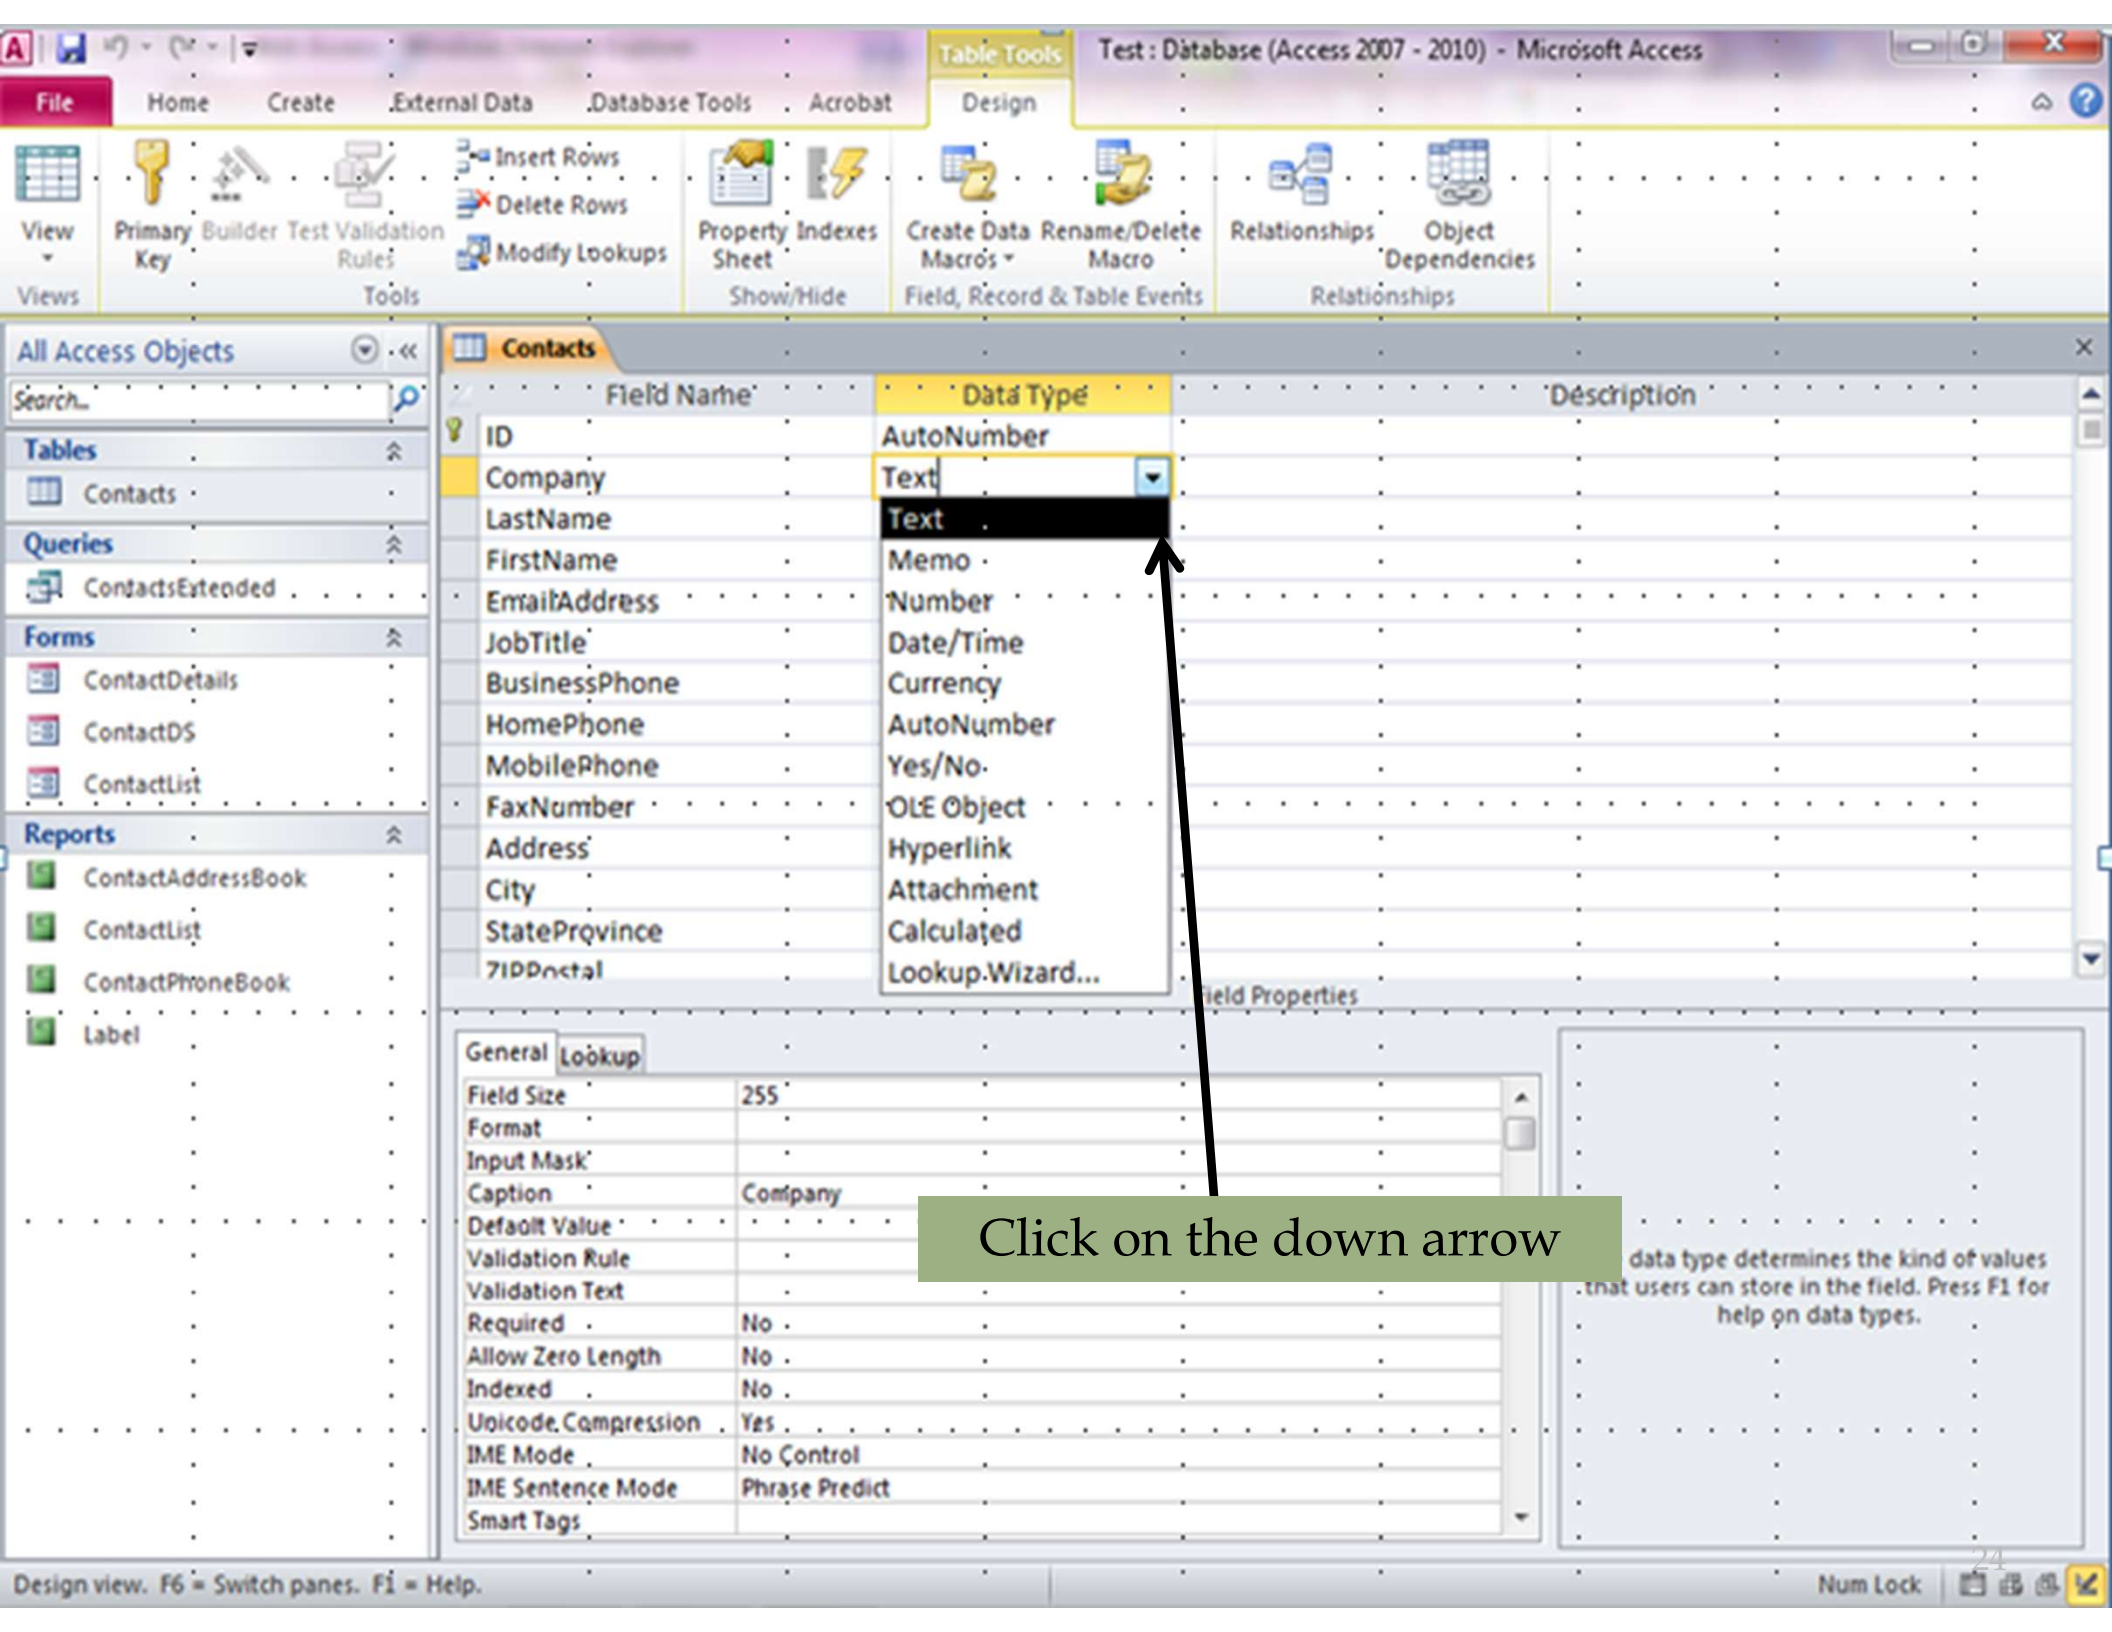 Table Tools
Test : Database (Access 2007 - 2010) - Microsoft Access
File Home Create External Data Database Tools Acrobat Design
Insert Rows
Delete Rows
Modify Lookups
View
Primary Key
Builder
Test Validation Rules
Property Sheet
Indexes
Create Data Macros
Rename/Delete Macro
Relationships
Object Dependencies
Views Tools Show/Hide Field, Record & Table Events Relationships
All Access Objects
Search...
Tables
Contacts
Queries
ContactsExtended
Forms
ContactDetails
ContactDS
ContactList
Reports
ContactAddressBook
ContactList
ContactPhoneBook
Label
Contacts
Field Name Data Type Description
ID AutoNumber
Company Text
LastName Text
FirstName Memo
EmailAddress Number
JobTitle Date/Time
BusinessPhone Currency
HomePhone AutoNumber
MobilePhone Yes/No
FaxNumber OLE Object
Address Hyperlink
City Attachment
StateProvince Calculated
ZIPPostal Lookup Wizard...
Field Properties
General Lookup
Field Size 255
Format
Input Mask
Caption Company
Default Value
Validation Rule
Validation Text
Required No
Allow Zero Length No
Indexed No
Unicode Compression Yes
IME Mode No Control
IME Sentence Mode Phrase Predict
Smart Tags
Click on the down arrow
data type determines the kind of values
that users can store in the field. Press F1 for
help on data types.
24
Design view. F6 = Switch panes. F1 = Help.
Num Lock